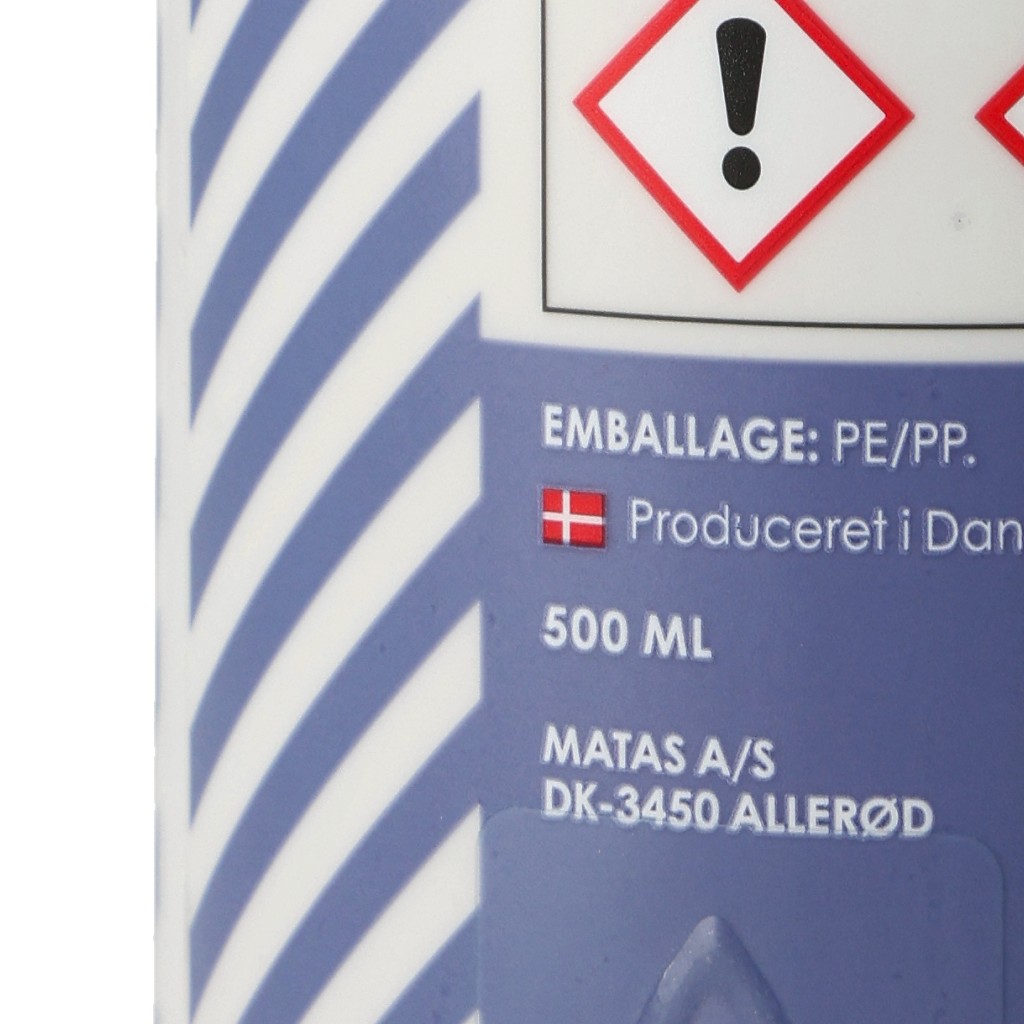 EMBALLAGE: PE/PP.
Produceret i Dan
500 ML
MATAS A/S
DK-3450 ALLERØD